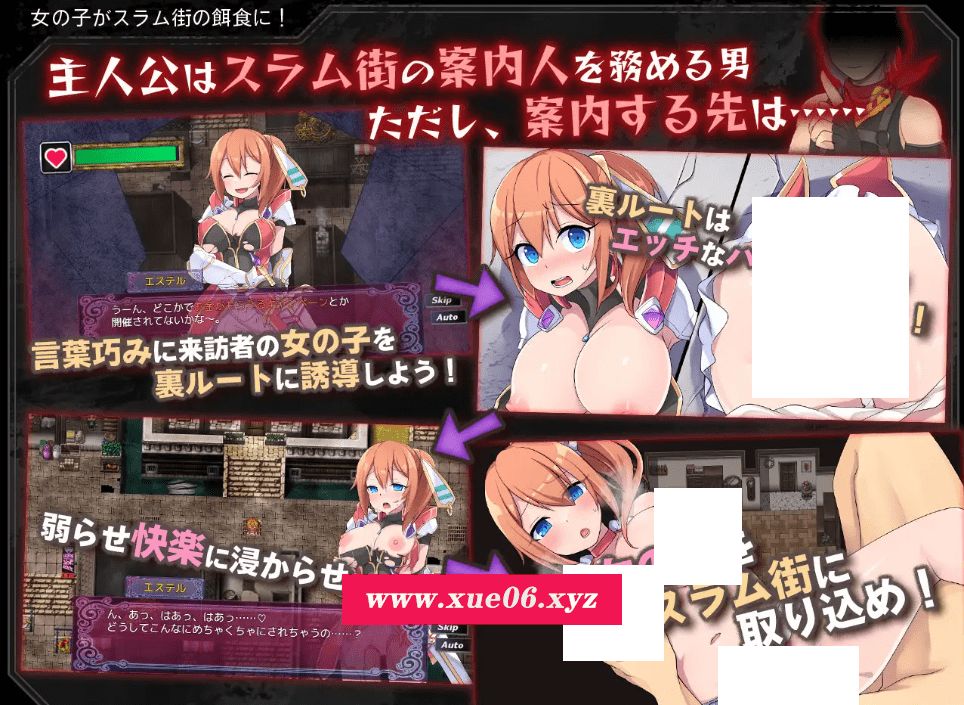 女の子がスラム街の餌食に！
主人公はスラム街の案内人を務める男
ただし、案内する先は……
エステル
うーん、どこかで
ーンとか
開催されてないかな～。
Skip
Auto
言葉巧みに来訪者の女の子を
裏ルートに誘導しよう！
裏ルートは
エッチなハ
！
弱らせ快楽に浸からせ
エステル
ん、あっ、はあっ、はあっ……♡
どうしてこんなにめちゃくちゃにされちゃうの……？
Skip
Auto
を
スラム街に
取り込め！
www.xue06.xyz